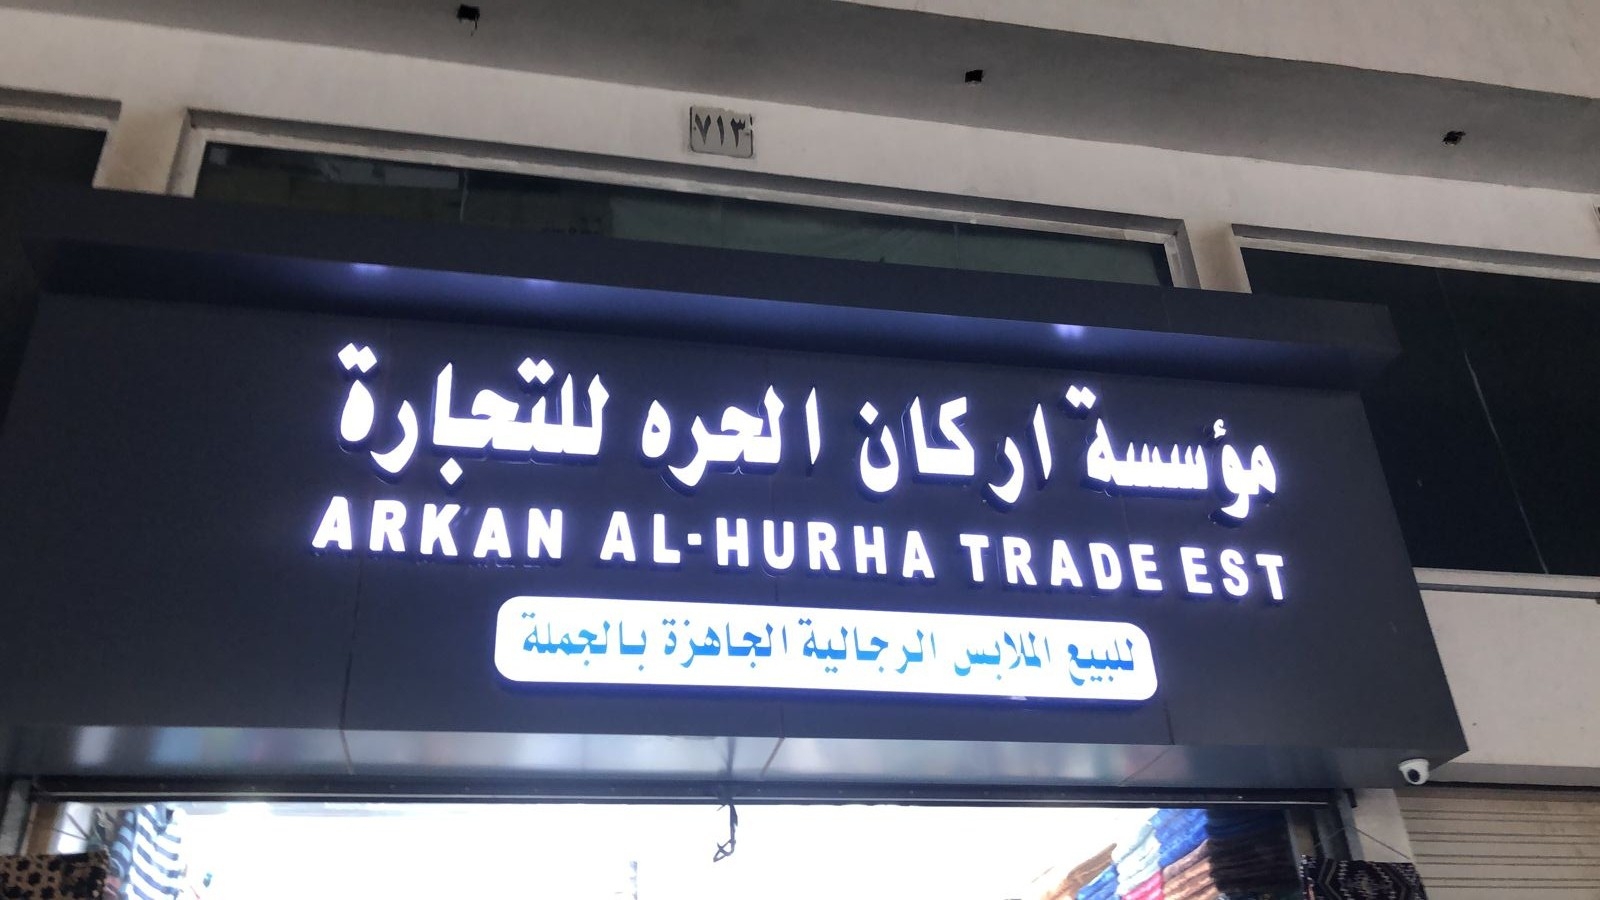 ٧١٣
مؤسسة اركان الحره للتجارة
ARKAN AL-HURHA TRADE EST
للبيع الملابس الرجالية الجاهزة بالجملة